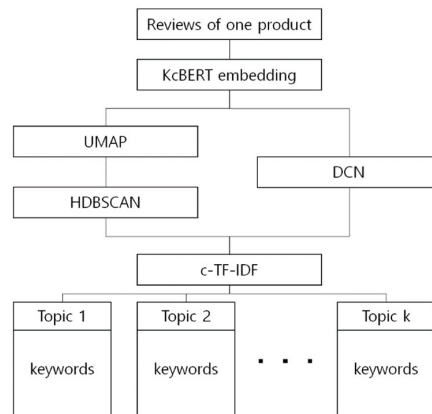 Reviews of one product
KcBERT embedding
UMAP
DCN
HDBSCAN
c-TF-IDF
Topic 1
Topic 2
Topic k
keywords
keywords
. . .
keywords